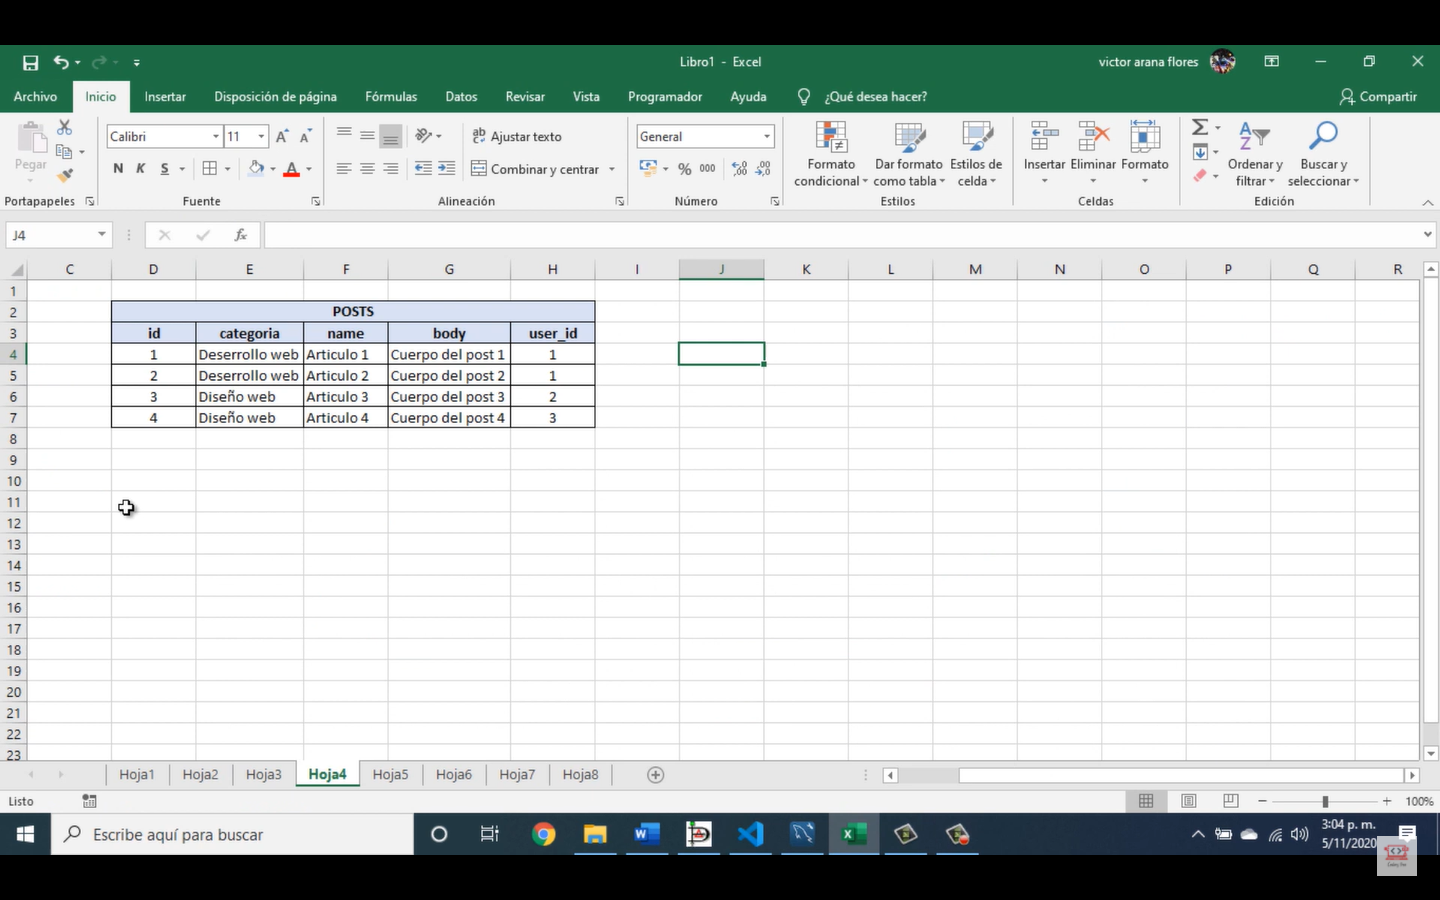 Libro1 - Excel
victor arana flores
Archivo Inicio Insertar Disposición de página Fórmulas Datos Revisar Vista Programador Ayuda ¿Qué desea hacer? Compartir
Pegar
Calibri 11
N K S
Ajustar texto
Combinar y centrar
General
% 000
Formato condicional
Dar formato como tabla
Estilos de celda
Insertar Eliminar Formato
Ordenar y filtrar
Buscar y seleccionar
Portapapeles Fuente Alineación Número Estilos Celdas Edición
J4 fx
C D E F G H I J K L M N O P Q R
1
2 POSTS
3 id categoria name body user_id
4 1 Deserrollo web Articulo 1 Cuerpo del post 1 1
5 2 Deserrollo web Articulo 2 Cuerpo del post 2 1
6 3 Diseño web Articulo 3 Cuerpo del post 3 2
7 4 Diseño web Articulo 4 Cuerpo del post 4 3
8
9
10
11
12
13
14
15
16
17
18
19
20
21
22
23
Hoja1 Hoja2 Hoja3 Hoja4 Hoja5 Hoja6 Hoja7 Hoja8
Listo 100%
Escribe aquí para buscar
3:04 p. m.
5/11/2020